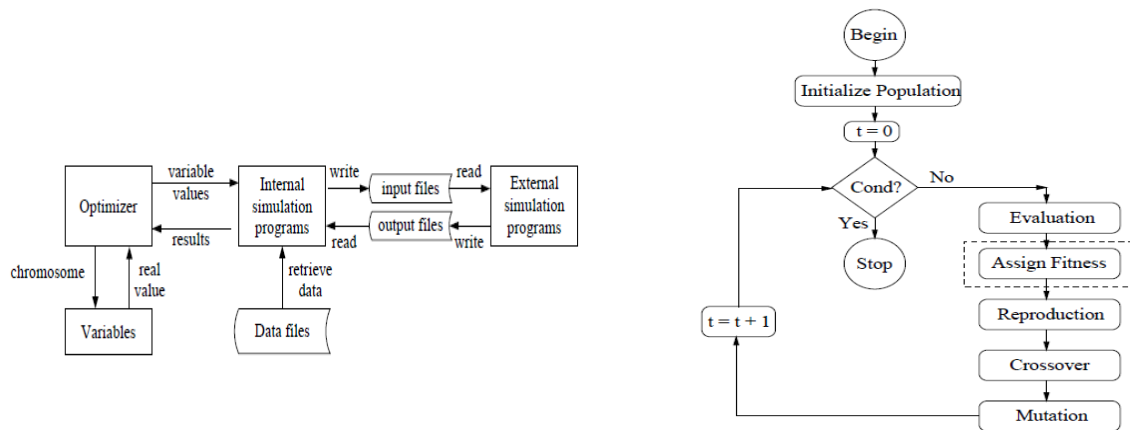 variable
values
Optimizer
results
chromosome
real
value
Variables
Internal
simulation
programs
retrieve
data
Data files
write
input files
read
output files
read
write
External
simulation
programs
Begin
Initialize Population
t = 0
Cond?
No
Yes
Stop
Evaluation
Assign Fitness
Reproduction
Crossover
Mutation
t = t + 1